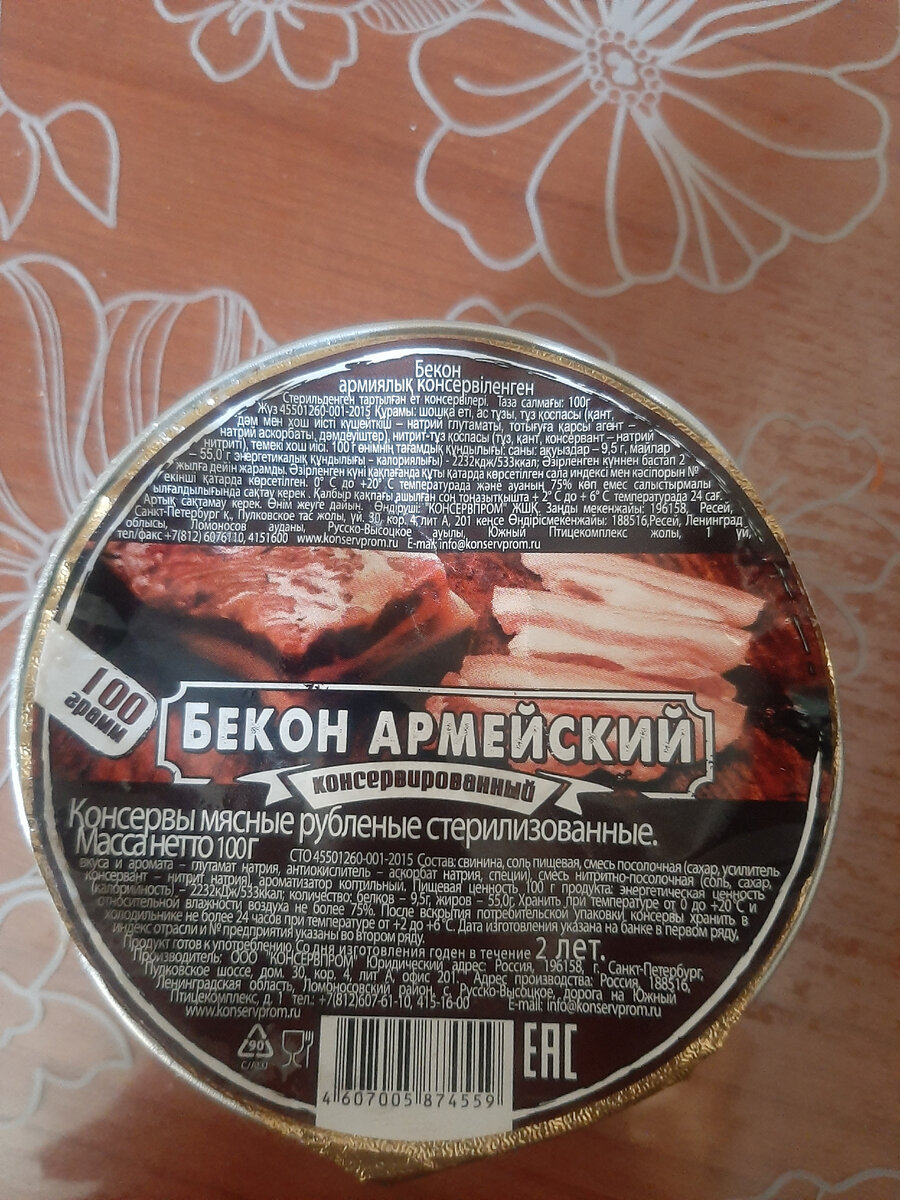 Бекон
армиялық консервіленген
Стерильденген тартылған ет консервілері. Таза салмағы: 100г
Жуз 45501260-001-2015 Құрамы: шошқа еті, ас тұзы, тұз қоспасы (қант,
дәм мен хош иісті күшейткіш – натрий глутаматы, тотығуға қарсы агент –
натрий аскорбаты, дәмдеуіштер), нитрит-тұз қоспасы (тұз, қант, консервант – натрий
нитриті), темекі хош иісі. 100 г өнімнің тағамдық құндылығы: саны: ақуыздар – 9,5 г, майлар
– 55,0 г энергетикалық құндылығы - калориялығы) - 2232кдж/533ккал; Әзірленген күннен бастап 2
жылға дейін жарамды. Әзірленген күні қақпағанда құты қатарда көрсетілген сала индексі мен кәсіпорын №
екінші қатарда көрсетілген. 0° С до +20° С температурада және ауаның 75% көп емес салыстырмалы
ылғалдылығында сақтау керек . Қалбыр қақпағы ашылған соң тоңазытқышта + 2° С до + 6° С температурада 24 сағ.
Артық сақтамау керек. Өнім жеуге дайын. Өндіруші: "КОНСЕРВПРОМ" ЖШҚ. Заңды мекенжайы: 196158, Ресей,
Санкт-Петербург қ., Пулковское тас жолы, үй. 30, кор. 4, лит А, 201 кеңсе Өндірісмекенжайы: 188516,Ресей, Ленинград
облысы, Ломоносов ауданы, Русско-Высоцкое ауылы, Южный Птицекомплекс жолы, 1 үй,
тел/факс +7(812) 6076110, 4151600 www.konservprom.ru E-mak:info@konservprom.ru
100
грамм
БЕКОН АРМЕЙСКИЙ
консервированный
Консервы мясные рубленые стерилизованные.
Масса нетто 100г
СТО 45501260-001-2015 Состав: свинина, соль пищевая, смесь посолочная (сахар, усилитель
вкуса и аромата – глутамат натрия, антиокислитель – аскорбат натрия, специи), смесь нитритно-посолочная (соль, сахар,
консервант – нитрит натрия), ароматизатор коптильный. Пищевая ценность 100 г продукта: энергетическая ценность
(калорийность) - 2232кДж/533ккал; количество: белков – 9,5г, жиров – 55,0г. Хранить при температуре от 0 до +20°С и
относительной влажности воздуха не более 75%. После вскрытия потребительской упаковки консервы хранить в
холодильнике не более 24 часов при температуре от +2 до +6°С. Дата изготовления указана на банке в первом ряду,
индекс отрасли и № предприятия указаны во втором ряду.
Продукт готов к употреблению. Со дня изготовления годен в течение 2 лет.
Производитель: ООО "КОНСЕРВПРОМ" Юридический адрес: Россия, 196158, г. Санкт-Петербург,
Пулковское шоссе, дом. 30, кор. 4, лит А, офис 201. Адрес производства: Россия, 188516,
Ленинградская область, Ломоносовский район, с. Русско-Высоцкое, дорога на Южный
Птицекомплекс, д. 1 тел.: +7(812)607-61-10, 415-16-00 E-mail: info@konservprom.ru
www.konservprom.ru
90
C/ALU
EAC
4 607005 874559